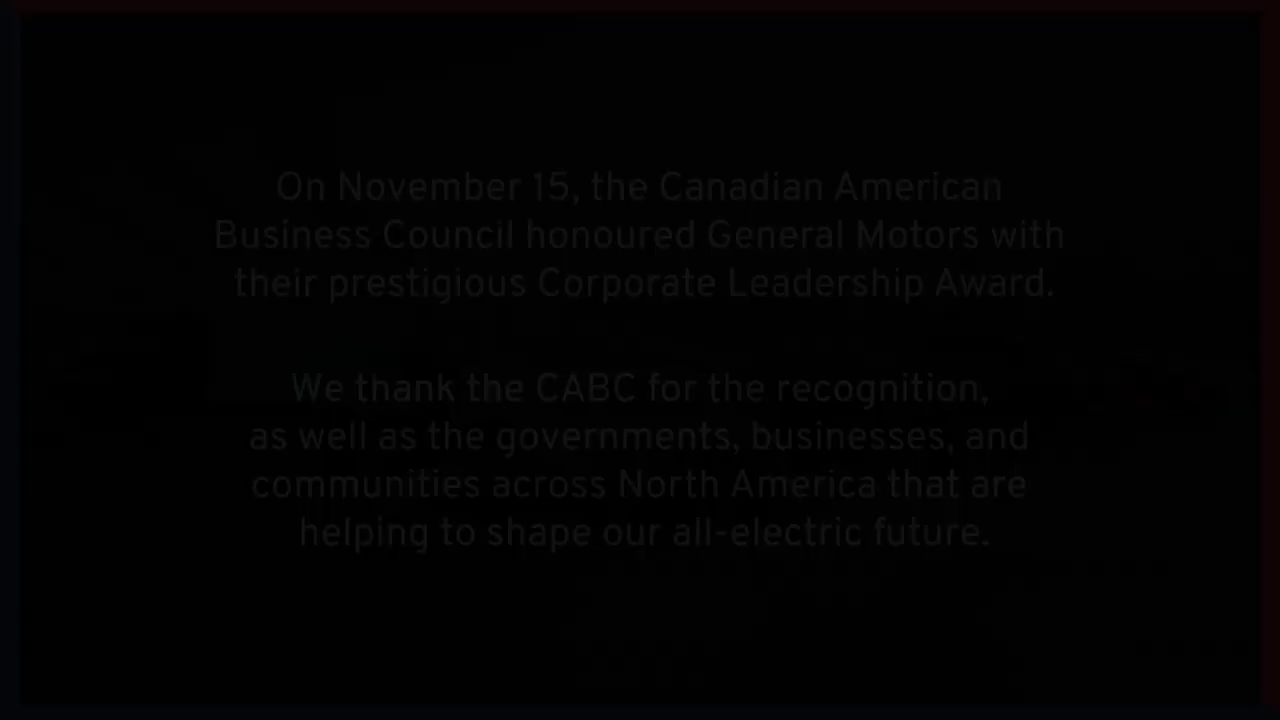 On November 15, the Canadian American
Business Council honoured General Motors with
their prestigious Corporate Leadership Award.
We thank the CABC for the recognition,
as well as the governments, businesses, and
communities across North America that are
helping to shape our all-electric future.